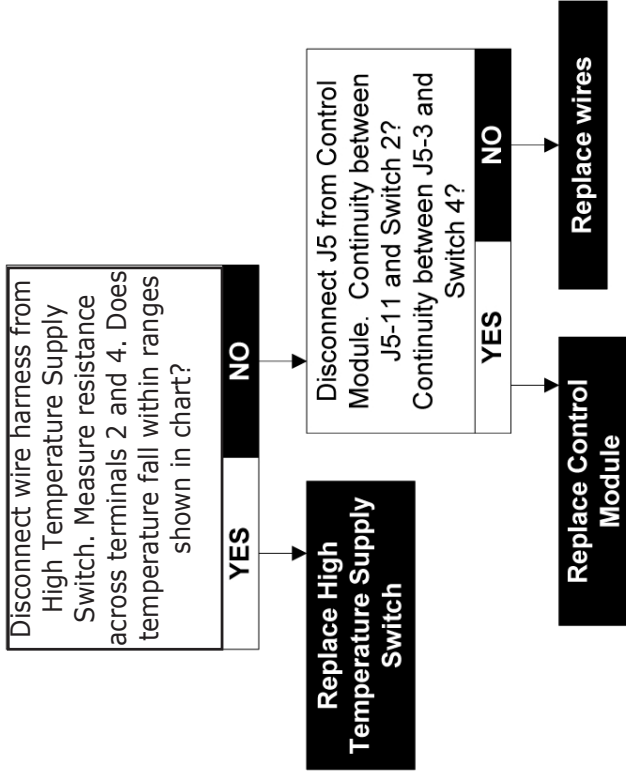 Disconnect wire harness from
High Temperature Supply
Switch. Measure resistance
across terminals 2 and 4. Does
temperature fall within ranges
shown in chart?
YES
NO
Replace High
Temperature Supply
Switch
Disconnect J5 from Control
Module. Continuity between
J5-11 and Switch 2?
Continuity between J5-3 and
Switch 4?
YES
NO
Replace Control
Module
Replace wires